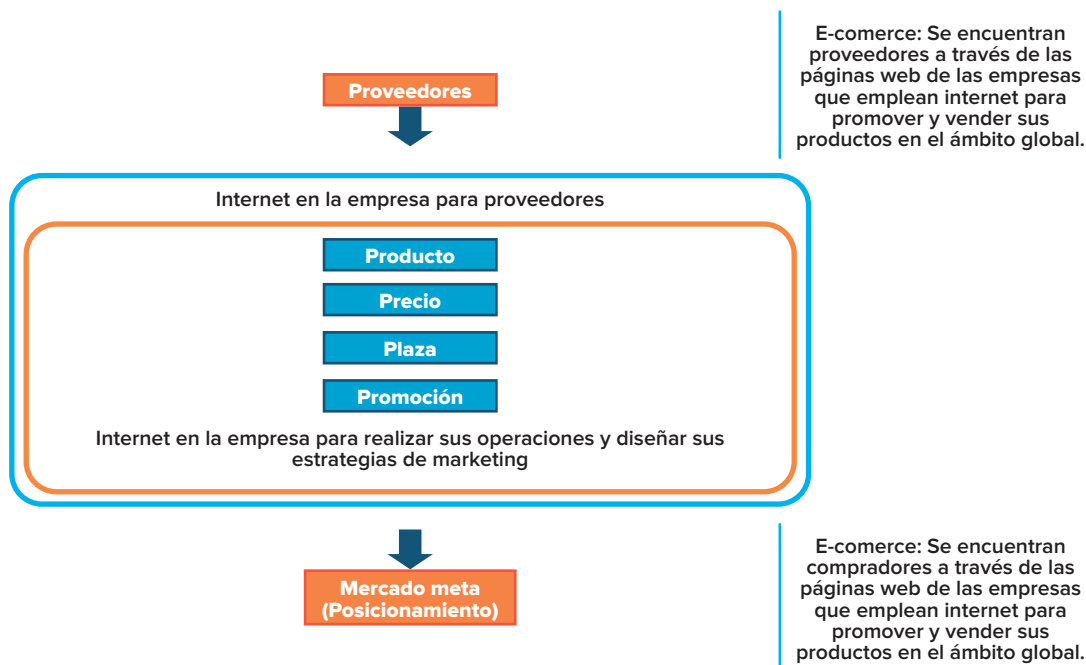 E-comerce: Se encuentran
proveedores a través de las
páginas web de las empresas
que emplean internet para
promover y vender sus
productos en el ámbito global.
Proveedores
Internet en la empresa para proveedores
Producto
Precio
Plaza
Promoción
Internet en la empresa para realizar sus operaciones y diseñar sus
estrategias de marketing
Mercado meta
(Posicionamiento)
E-comerce: Se encuentran
compradores a través de las
páginas web de las empresas
que emplean internet para
promover y vender sus
productos en el ámbito global.